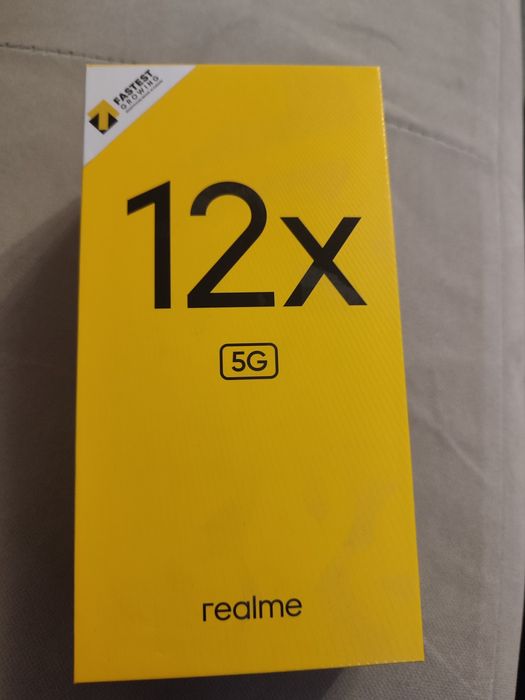 FASTEST
GROWING
12x
5G
realme